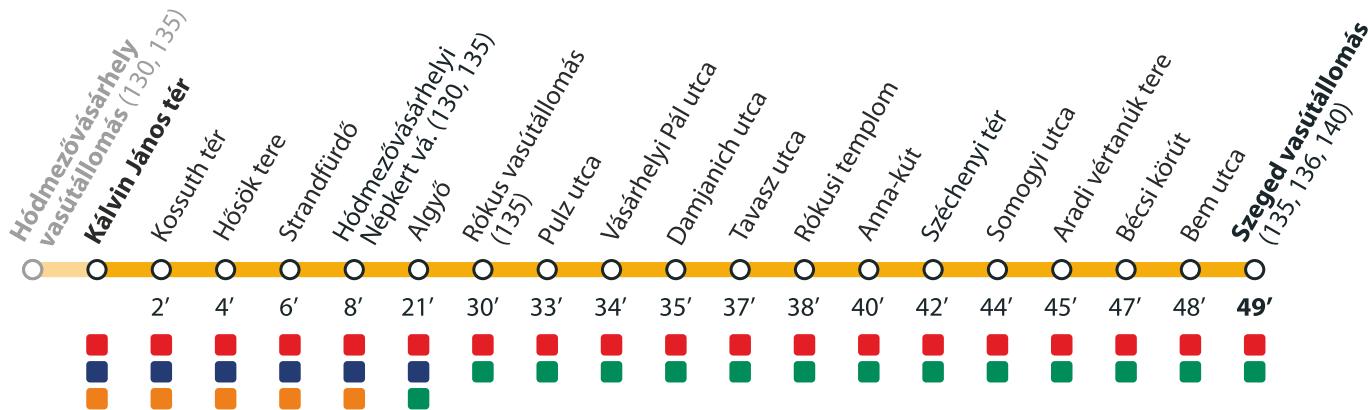 Hódmezővásárhely
vasútállomás (130, 135)
Kálvin János tér
Kossuth tér
Hősök tere
Strandfürdő
Hódmezővásárhelyi
Népkert vá. (130, 135)
Algyő
Rókus vasútállomás
(135)
Pulz utca
Vásárhelyi Pál utca
Damjanich utca
Tavasz utca
Rókusi templom
Anna-kút
Széchenyi tér
Somogyi utca
Aradi vértanúk tere
Bécsi körút
Bem utca
Szeged vasútállomás
(135, 136, 140)
2′ 4′ 6′ 8′ 21′ 30′ 33′ 34′ 35′ 37′ 38′ 40′ 42′ 44′ 45′ 47′ 48′ 49′